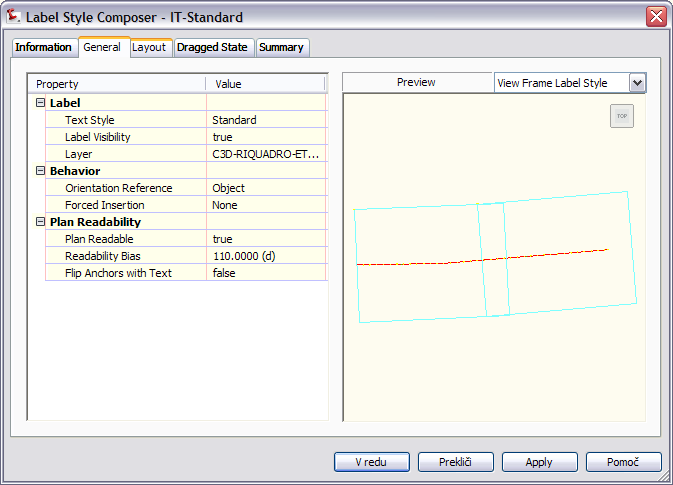 Label Style Composer - IT-Standard
Information General Layout Dragged State Summary
Property Value
Label
Text Style Standard
Label Visibility true
Layer C3D-RIQUADRO-ET...
Behavior
Orientation Reference Object
Forced Insertion None
Plan Readability
Plan Readable true
Readability Bias 110.0000 (d)
Flip Anchors with Text false
Preview View Frame Label Style
TOP
V redu Prekliči Apply Pomoč